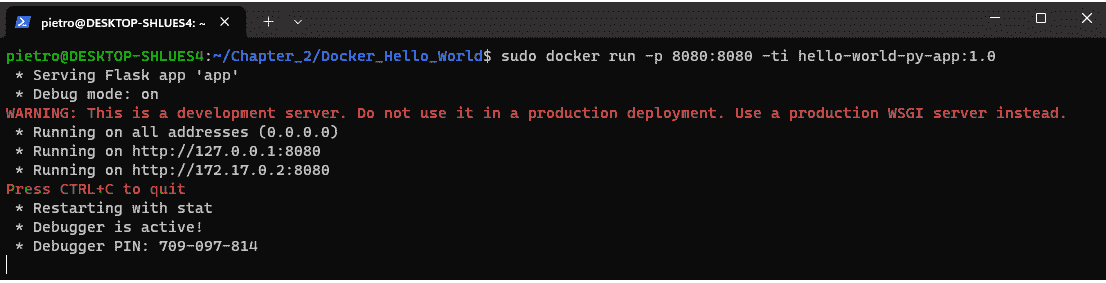 pietro@DESKTOP-SHLUES4: ~
pietro@DESKTOP-SHLUES4:~/Chapter_2/Docker_Hello_World$ sudo docker run -p 8080:8080 -ti hello-world-py-app:1.0
* Serving Flask app 'app'
* Debug mode: on
WARNING: This is a development server. Do not use it in a production deployment. Use a production WSGI server instead.
* Running on all addresses (0.0.0.0)
* Running on http://127.0.0.1:8080
* Running on http://172.17.0.2:8080
Press CTRL+C to quit
* Restarting with stat
* Debugger is active!
* Debugger PIN: 709-097-814